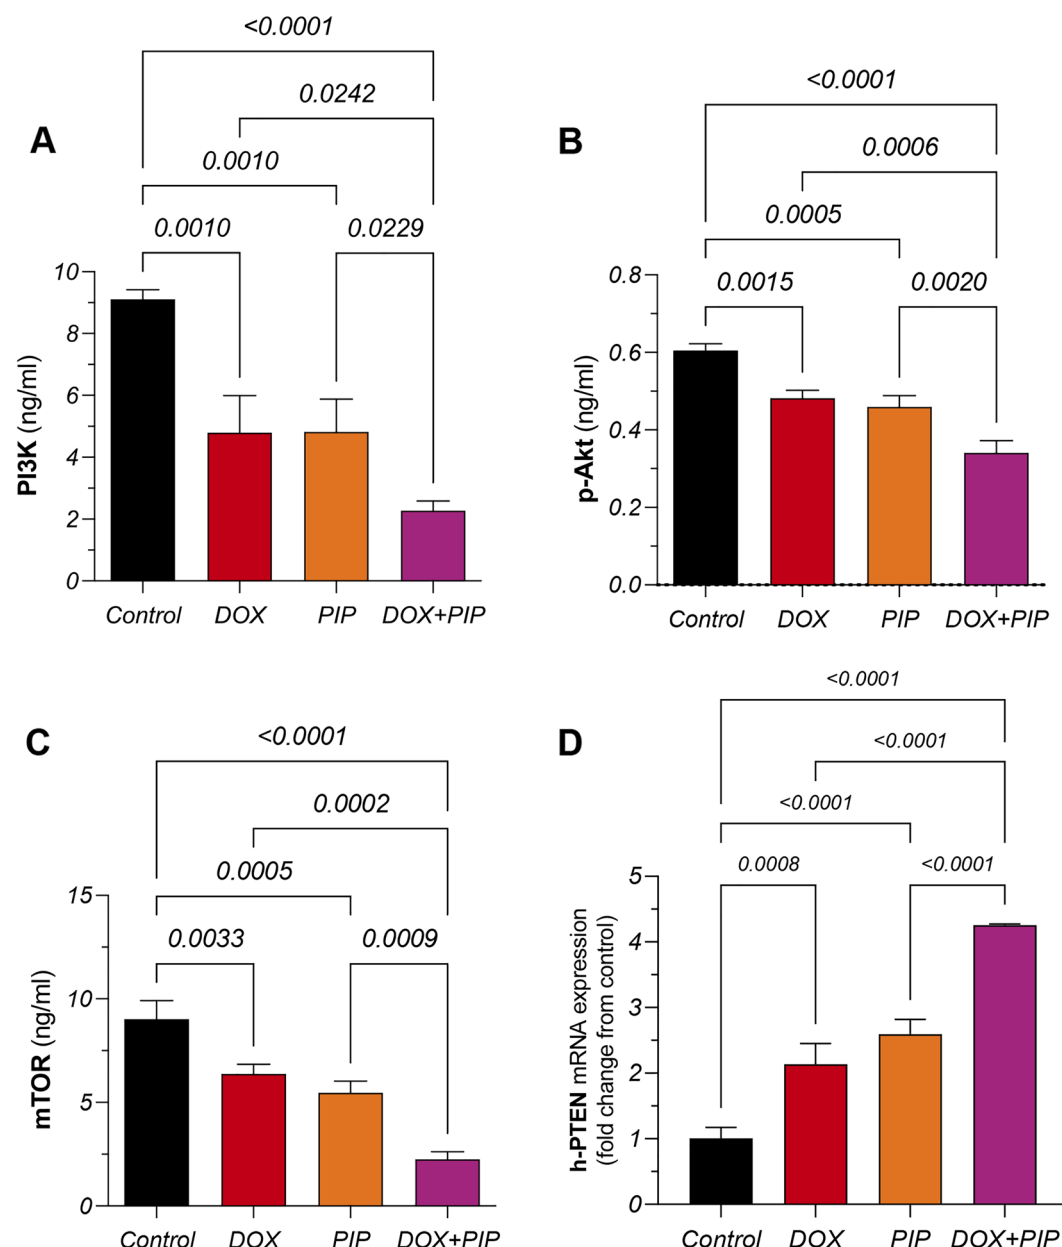 A
<0.0001
0.0242
0.0010
0.0010 0.0229
10
8
6
4
2
0
PI3K (ng/ml)
Control DOX PIP DOX+PIP
B
<0.0001
0.0006
0.0005
0.0015 0.0020
0.8
0.6
0.4
0.2
0.0
p-Akt (ng/ml)
Control DOX PIP DOX+PIP
C
<0.0001
0.0002
0.0005
0.0033 0.0009
15
10
5
0
mTOR (ng/ml)
Control DOX PIP DOX+PIP
D
<0.0001
<0.0001
<0.0001
0.0008 <0.0001
5
4
3
2
1
0
h-PTEN mRNA expression
(fold change from control)
Control DOX PIP DOX+PIP